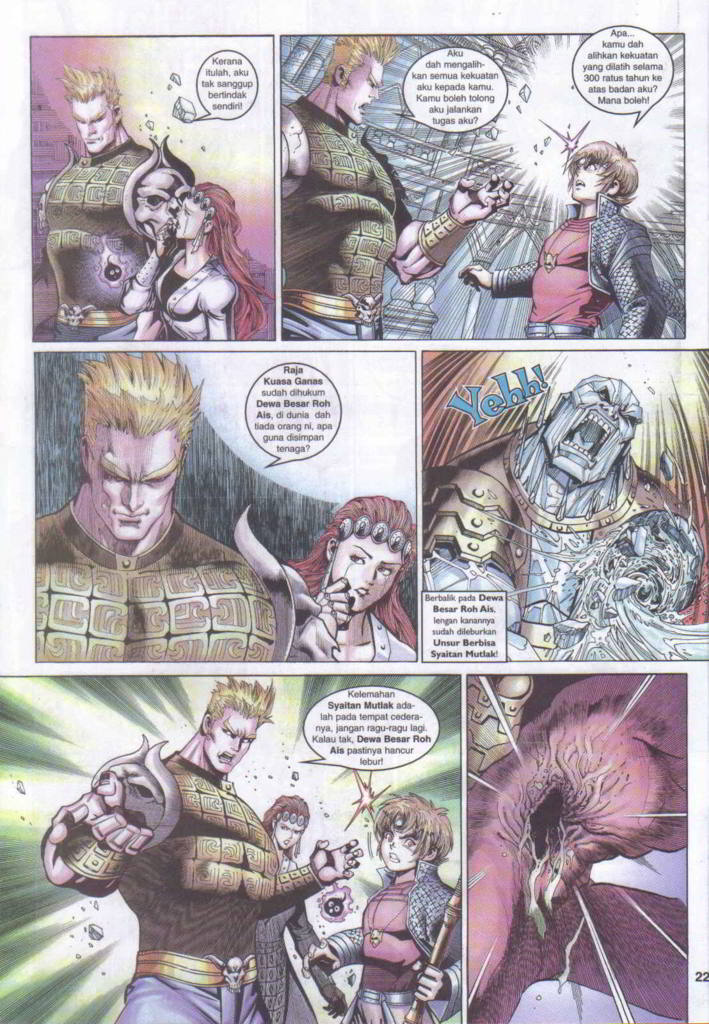 Kerana
itulah, aku
tak sanggup
bertindak
sendiri!
Aku
dah mengalih-
kan semua kekuatan
aku kepada kamu.
Kamu boleh tolong
aku jalankan
tugas aku?
Apa...
kamu dah
alihkan kekuatan
yang dilatih selama
300 ratus tahun ke
atas badan aku?
Mana boleh!
Raja
Kuasa Ganas
sudah dihukum
Dewa Besar Roh
Ais, di dunia dah
tiada orang ni, apa
guna disimpan
tenaga?
Yehh!
Berbalik pada Dewa
Besar Roh Ais,
lengan kanannya
sudah dileburkan
Unsur Berbisa
Syaitan Mutlak!
Kelemahan
Syaitan Mutlak ada-
lah pada tempat cedera-
nya, jangan ragu-ragu lagi.
Kalau tak, Dewa Besar Roh
Ais pastinya hancur
lebur!
22